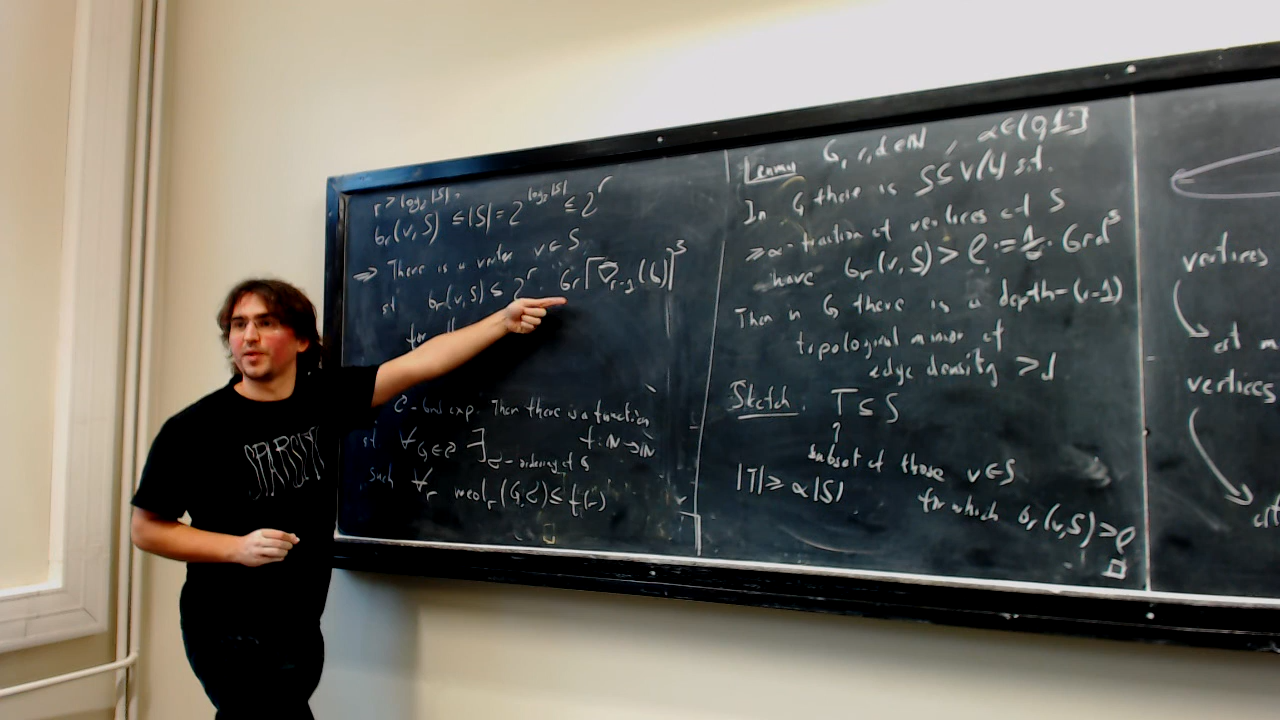 r > log₂|S|.
b_r(v, S) ≤ |S| = 2^{log₂|S|} ≤ 2^r
⇒ There is a vertex v ∈ S
st b_r(v, S) ≤ 2^r · 6r⌈∇̃_{r-1}(G)⌉³
for
C - bnd exp. Then there is a function
st. ∀_{G∈C} ∃_{σ - ordering of G} f: ℕ→ℕ
such ∀_r wcol_r(G, σ) ≤ f(r)
SPARSITY
Lemma G, r, d ∈ ℕ, α ∈ (0,1]
In G there is S ⊆ V(G) s.t.
≥ α-fraction of vertices of S
have b_r(v, S) > ρ := 1/α · 6rd³
Then in G there is a depth-(r-1)
topological minor of
edge density > d
Sketch. T ⊆ S
↑
subset of those v ∈ S
for which b_r(v, S) > ρ
|T| ≥ α|S|
vertices
at m
vertices